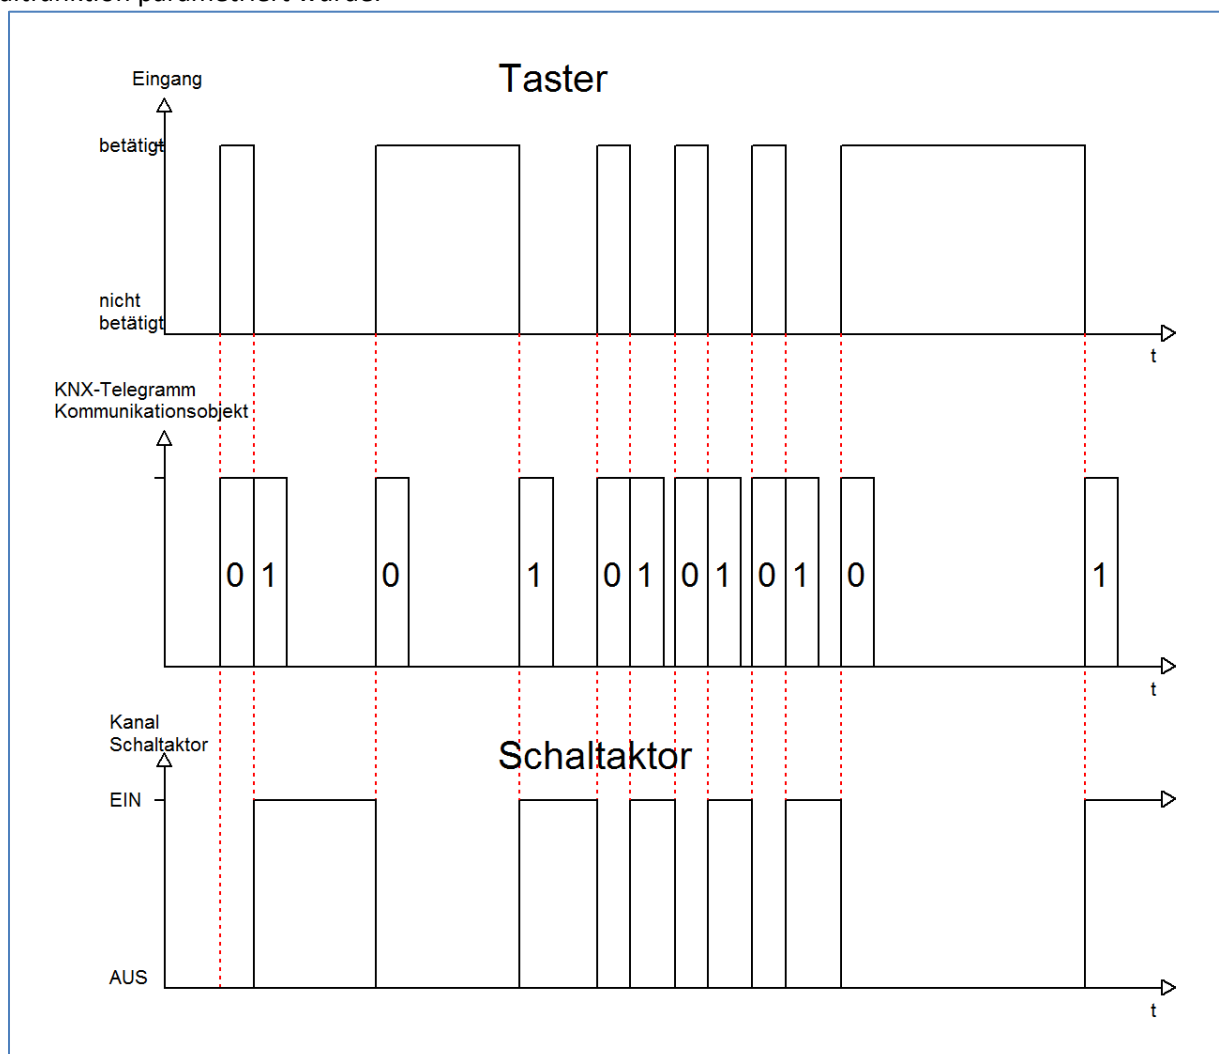 Taster
Eingang
betätigt
nicht
betätigt
t
KNX-Telegramm
Kommunikationsobjekt
0 1 0 1 0 1 0 1 0 1 0 1
t
Kanal
Schaltaktor
Schaltaktor
EIN
AUS
t